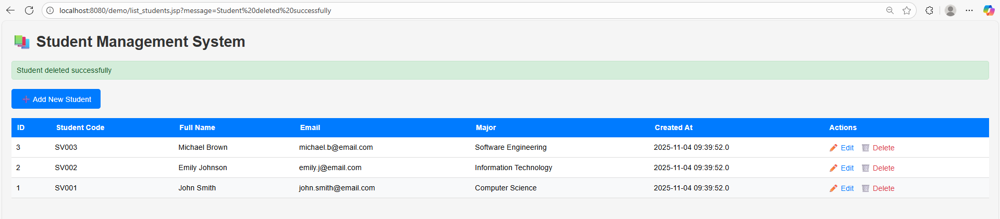 localhost:8080/demo/list_students.jsp?message=Student%20deleted%20successfully
Student Management System
Student deleted successfully
Add New Student
ID Student Code Full Name Email Major Created At Actions
3 SV003 Michael Brown michael.b@email.com Software Engineering 2025-11-04 09:39:52.0 Edit Delete
2 SV002 Emily Johnson emily.j@email.com Information Technology 2025-11-04 09:39:52.0 Edit Delete
1 SV001 John Smith john.smith@email.com Computer Science 2025-11-04 09:39:52.0 Edit Delete